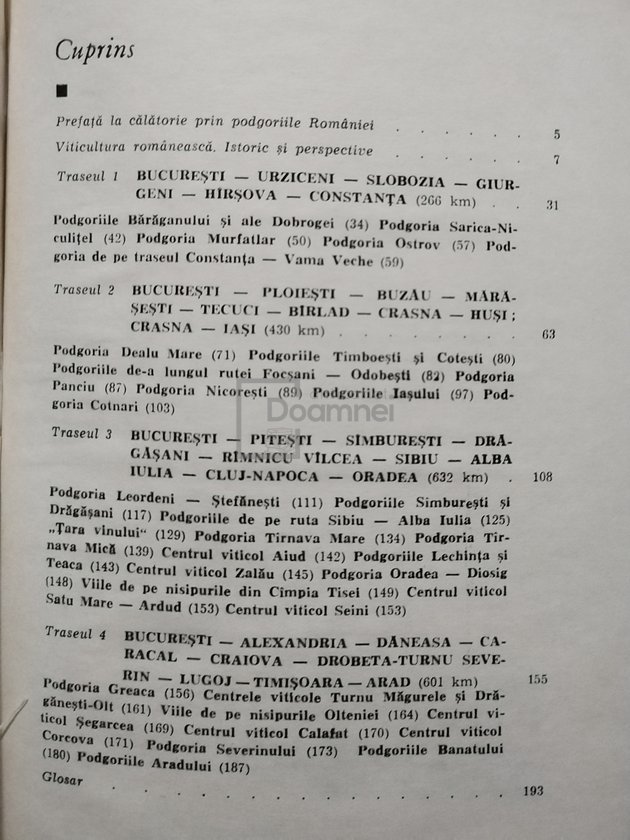 Cuprins
Prefață la călătorie prin podgoriile României . . . . . . 5
Viticultura românească. Istoric și perspective . . . . . . 7
Traseul 1 BUCUREȘTI — URZICENI — SLOBOZIA — GIUR-
GENI — HÎRȘOVA — CONSTANȚA (266 km) . . 31
Podgoriile Bărăganului și ale Dobrogei (34) Podgoria Sarica-Ni-
culițel (42) Podgoria Murfatlar (50) Podgoria Ostrov (57) Pod-
goria de pe traseul Constanța — Vama Veche (59)
Traseul 2 BUCUREȘTI — PLOIEȘTI — BUZĂU — MĂRĂ-
ȘEȘTI — TECUCI — BÎRLAD — CRASNA — HUȘI ;
CRASNA — IAȘI (430 km) . . . . . . . . 63
Podgoria Dealu Mare (71) Podgoriile Timboești și Cotești (80)
Podgoriile de-a lungul rutei Focșani — Odobești (82) Podgoria
Panciu (87) Podgoria Nicorești (89) Podgoriile Iașului (97) Pod-
goria Cotnari (103)
Doamnei
Traseul 3 BUCUREȘTI — PITEȘTI — SÎMBUREȘTI — DRĂ-
GĂȘANI — RÎMNICU VÎLCEA — SIBIU — ALBA
IULIA — CLUJ-NAPOCA — ORADEA (632 km) . 108
Podgoria Leordeni — Ștefănești (111) Podgoriile Simburești și
Drăgășani (117) Podgoriile de pe ruta Sibiu — Alba Iulia (125)
„Țara vinului“ (129) Podgoria Tirnava Mare (134) Podgoria Tir-
nava Mică (139) Centrul viticol Aiud (142) Podgoriile Lechința și
Teaca (143) Centrul viticol Zalău (145) Podgoria Oradea — Diosig
(148) Viile de pe nisipurile din Cîmpia Tisei (149) Centrul viticol
Satu Mare — Ardud (153) Centrul viticol Seini (153)
Traseul 4 BUCUREȘTI — ALEXANDRIA — DĂNEASA — CA-
RACAL — CRAIOVA — DROBETA-TURNU SEVE-
RIN — LUGOJ — TIMIȘOARA — ARAD (601 km) 155
Podgoria Greaca (156) Centrele viticole Turnu Măgurele și Dră-
gănești-Olt (161) Viile de pe nisipurile Olteniei (164) Centrul vi-
ticol Șegarcea (169) Centrul viticol Calafat (170) Centrul viticol
Corcova (171) Podgoria Severinului (173) Podgoriile Banatului
(180) Podgoriile Aradului (187)
Glosar . . . . . . . . . . . . . . 193